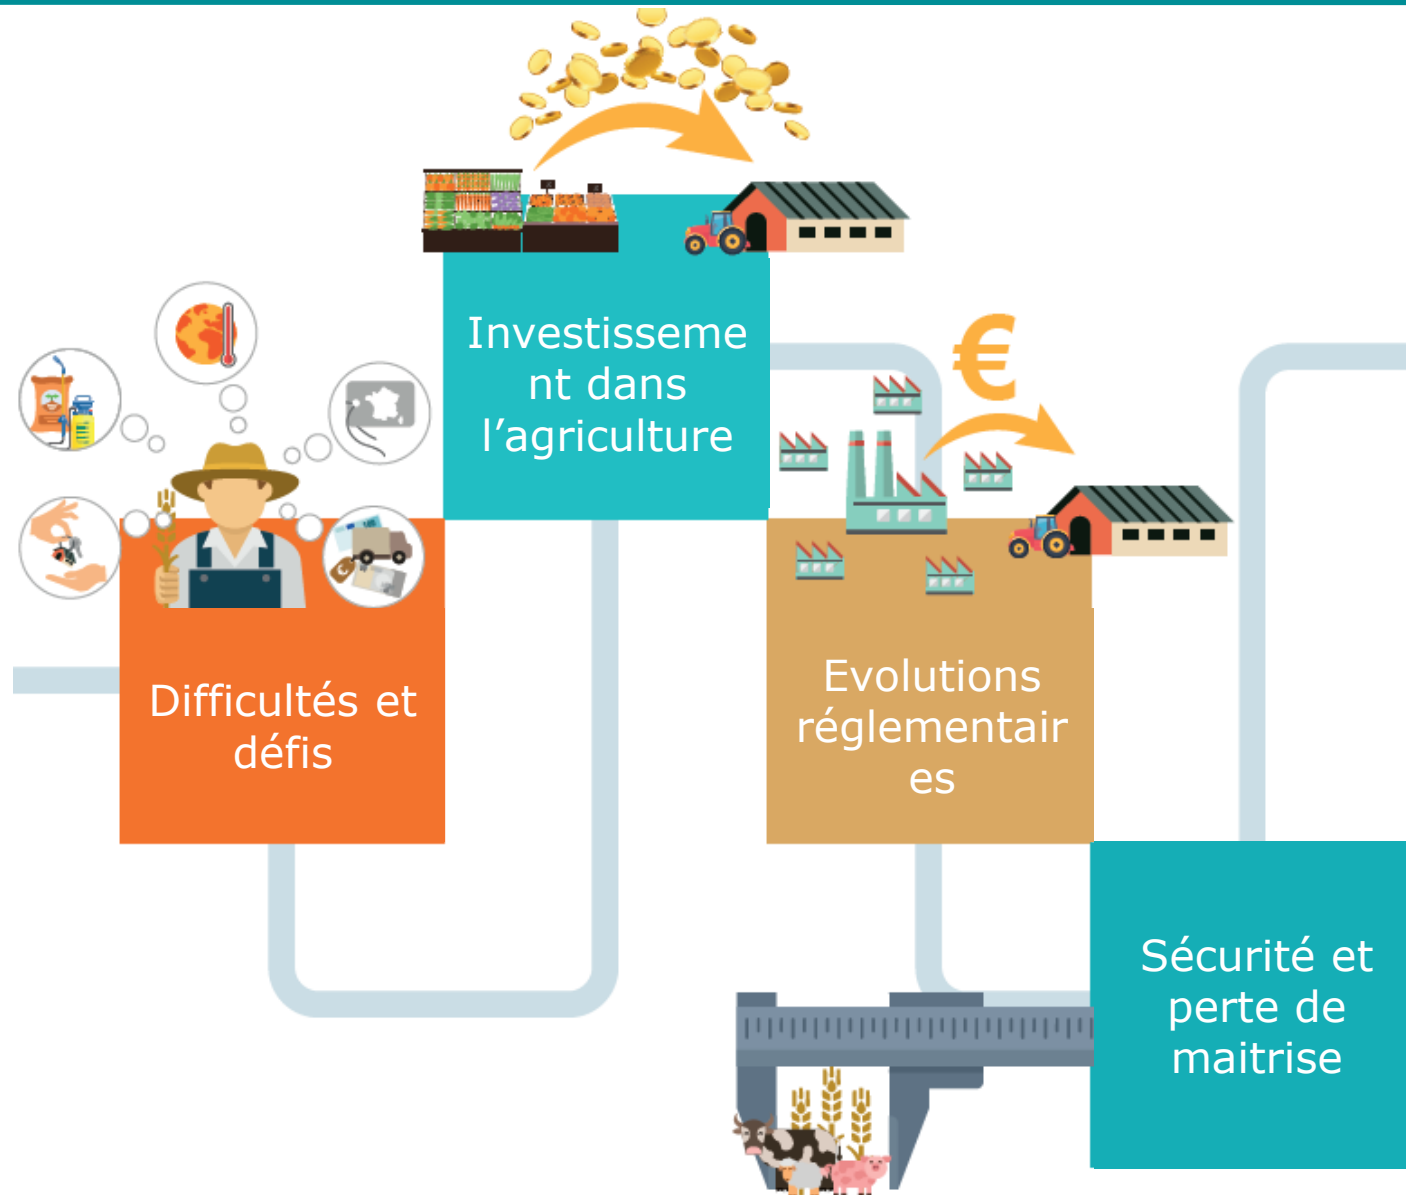 Investisseme
nt dans
l’agriculture
€
Difficultés et
défis
Evolutions
réglementair
es
Sécurité et
perte de
maitrise